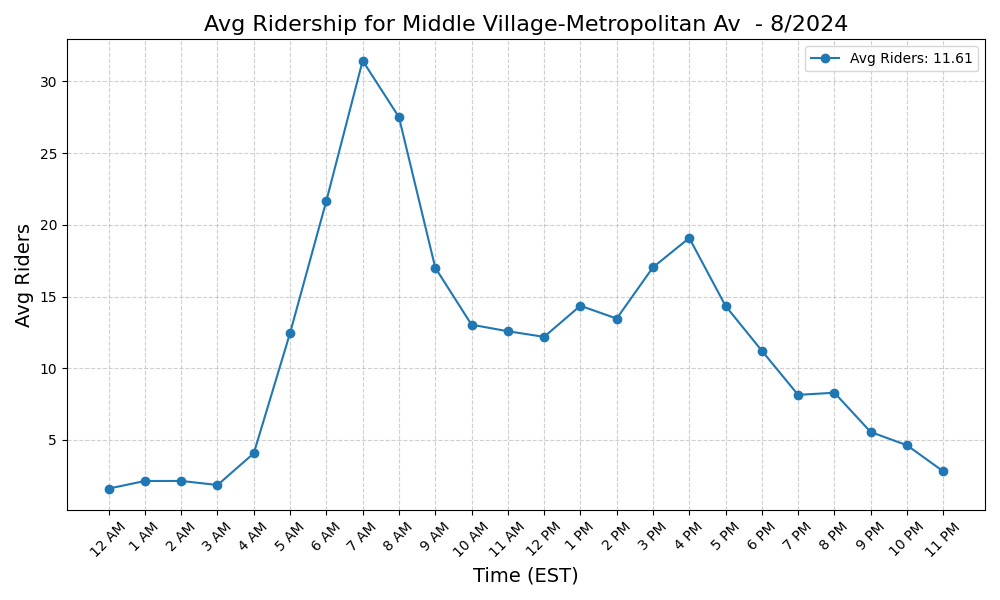 Avg Ridership for Middle Village-Metropolitan Av  - 8/2024
Avg Riders: 11.61
Avg Riders
30
25
20
15
10
5
12 AM
1 AM
2 AM
3 AM
4 AM
5 AM
6 AM
7 AM
8 AM
9 AM
10 AM
11 AM
12 PM
1 PM
2 PM
3 PM
4 PM
5 PM
6 PM
7 PM
8 PM
9 PM
10 PM
11 PM
Time (EST)